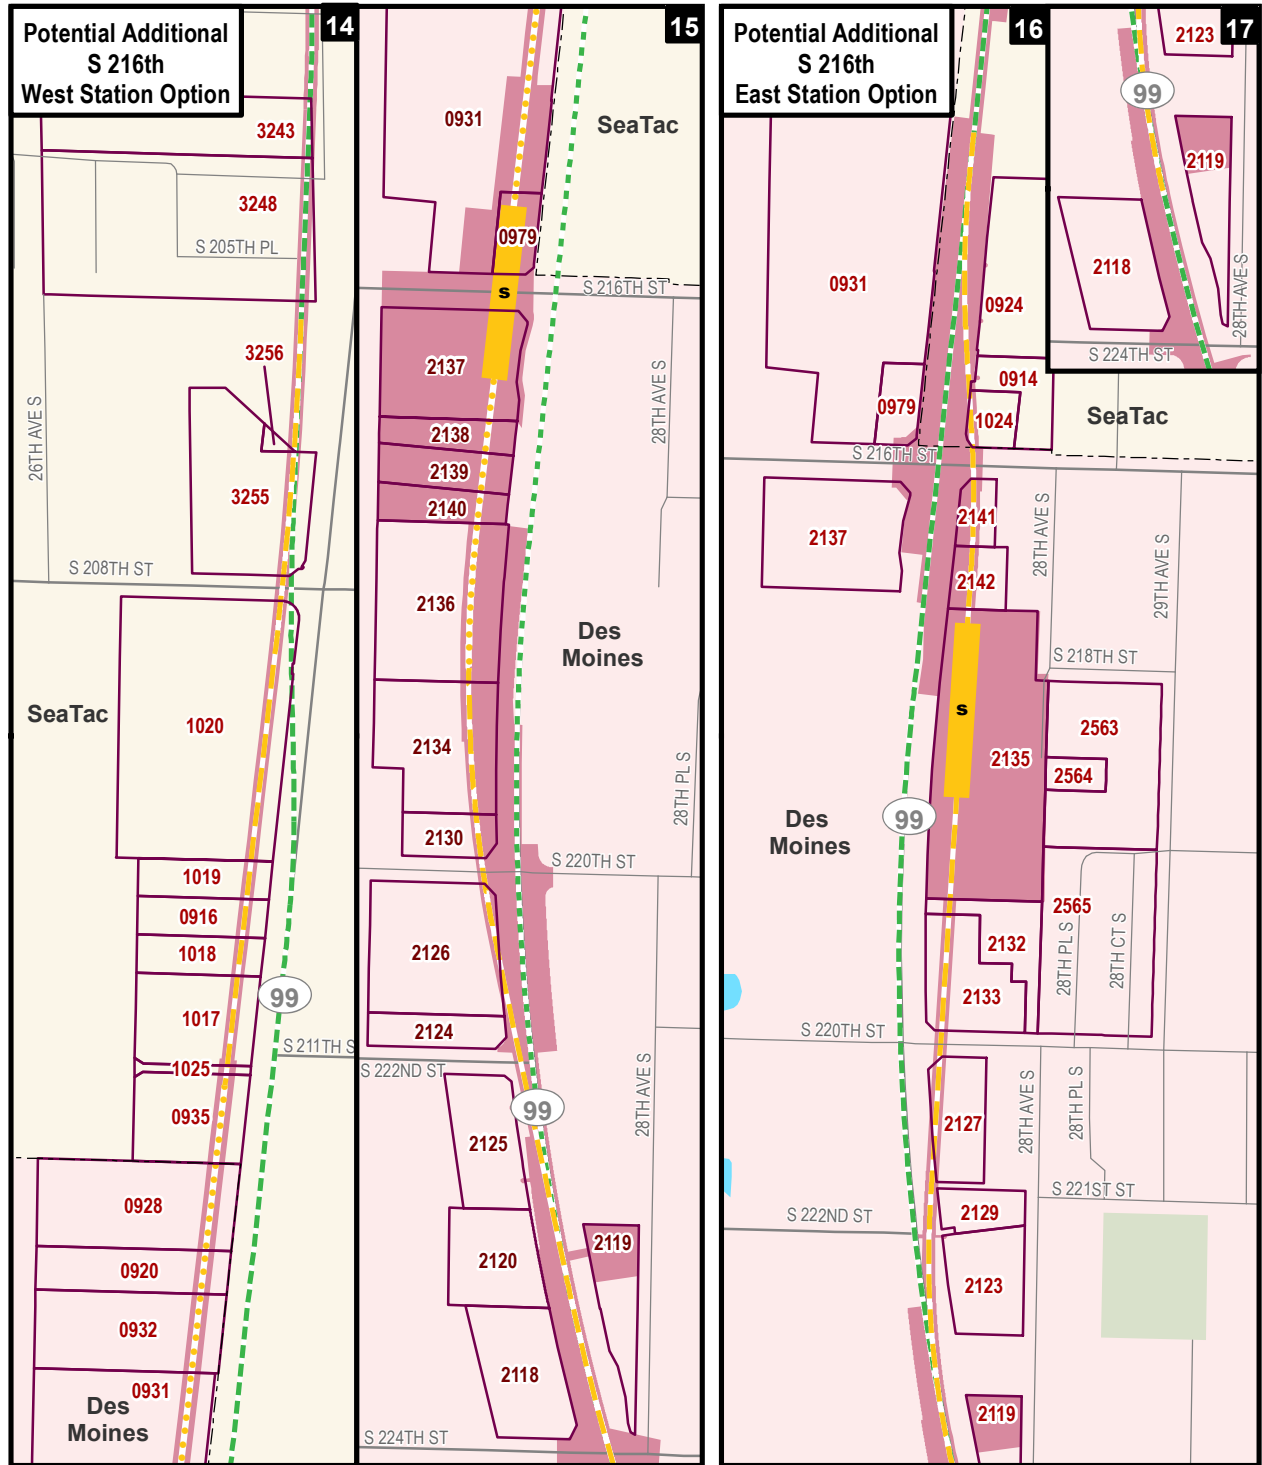 Potential Additional
S 216th
West Station Option
14
3243
3248
S 205TH PL
3256
26TH AVE S
3255
S 208TH ST
SeaTac
1020
1019
0916
1018
1017
99
S 211TH S
1025
0935
0928
0920
0932
0931
Des
Moines
15
0931
SeaTac
0979
s
S 216TH ST
2137
28TH AVE S
2138
2139
2140
2136
Des
Moines
2134
28TH PL S
2130
S 220TH ST
2126
2124
S 222ND ST
99
28TH AVE S
2125
2119
2120
2118
S 224TH ST
Potential Additional
S 216th
East Station Option
16
0931
0924
0914
0979
1024
SeaTac
S 216TH ST
2137
2141
28TH AVE S
29TH AVE S
2142
S 218TH ST
s
2563
2135
2564
99
Des
Moines
2565
2132
28TH PL S
28TH CT S
2133
S 220TH ST
28TH AVE S
28TH PL S
2127
S 221ST ST
2129
S 222ND ST
2123
2119
17
2123
99
2119
2118
28TH-AVE-S
S 224TH ST